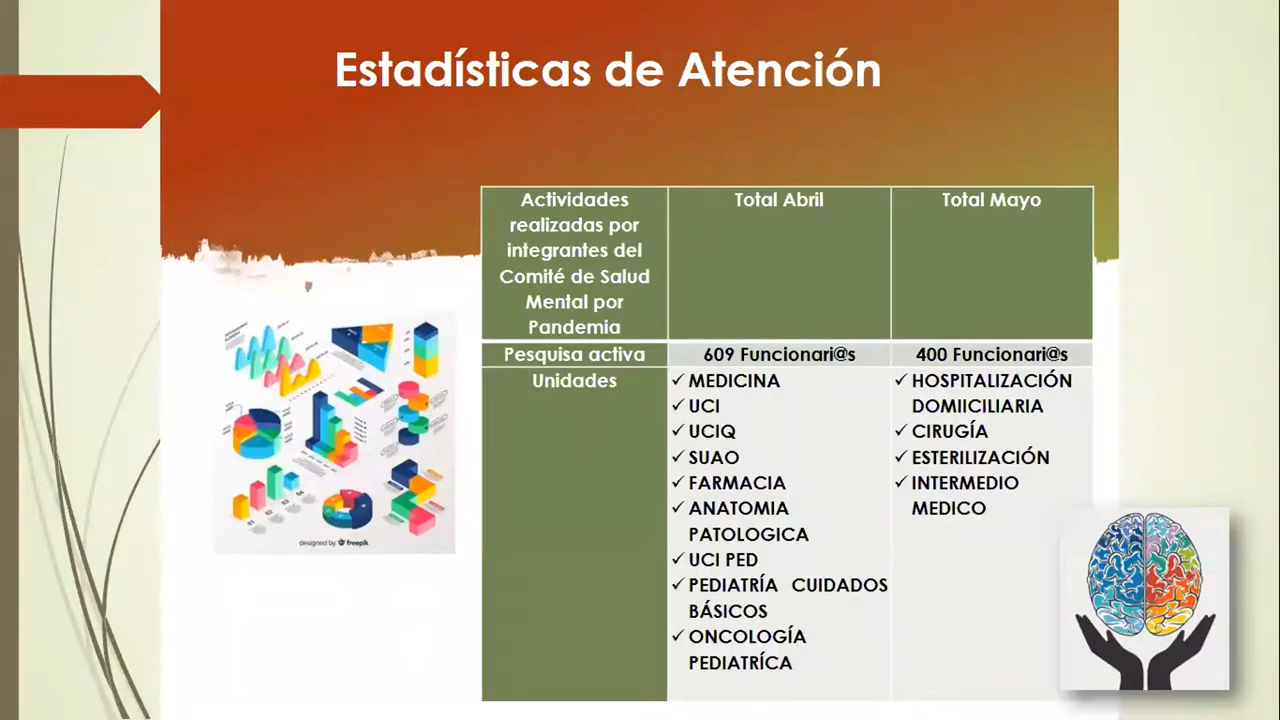 Estadísticas de Atención
Actividades
realizadas por
integrantes del
Comité de Salud
Mental por
Pandemia
Total Abril
Total Mayo
Pesquisa activa
609 Funcionari@s
400 Funcionari@s
Unidades
✓ MEDICINA
✓ UCI
✓ UCIQ
✓ SUAO
✓ FARMACIA
✓ ANATOMIA
PATOLOGICA
✓ UCI PED
✓ PEDIATRÍA CUIDADOS
BÁSICOS
✓ ONCOLOGÍA
PEDIATRÍCA
✓ HOSPITALIZACIÓN
DOMIICILIARIA
✓ CIRUGÍA
✓ ESTERILIZACIÓN
✓ INTERMEDIO
MEDICO
designed by freepik